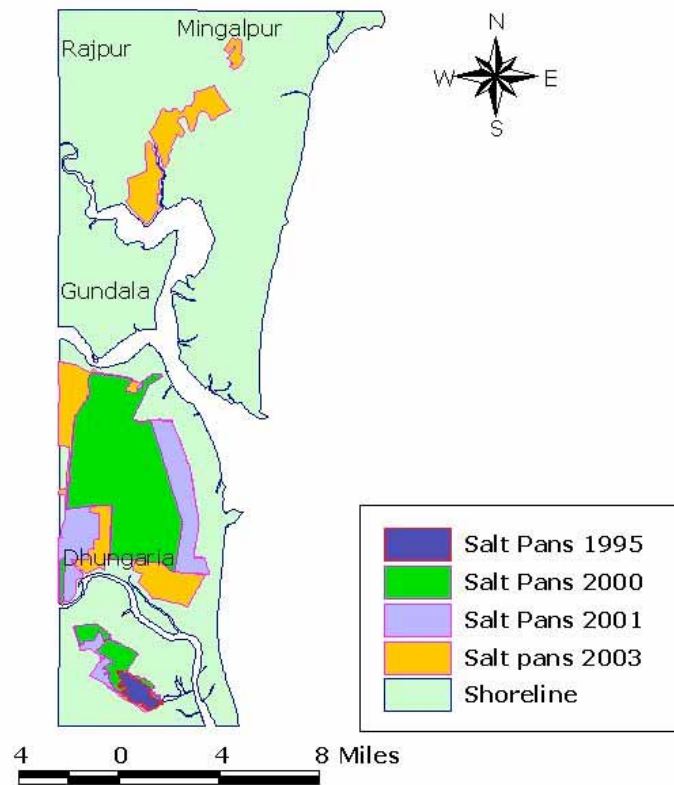 Mingalpur
Rajpur
N
W E
S
Gundala
Dhungaria
Salt Pans 1995
Salt Pans 2000
Salt Pans 2001
Salt pans 2003
Shoreline
4 0 4 8 Miles